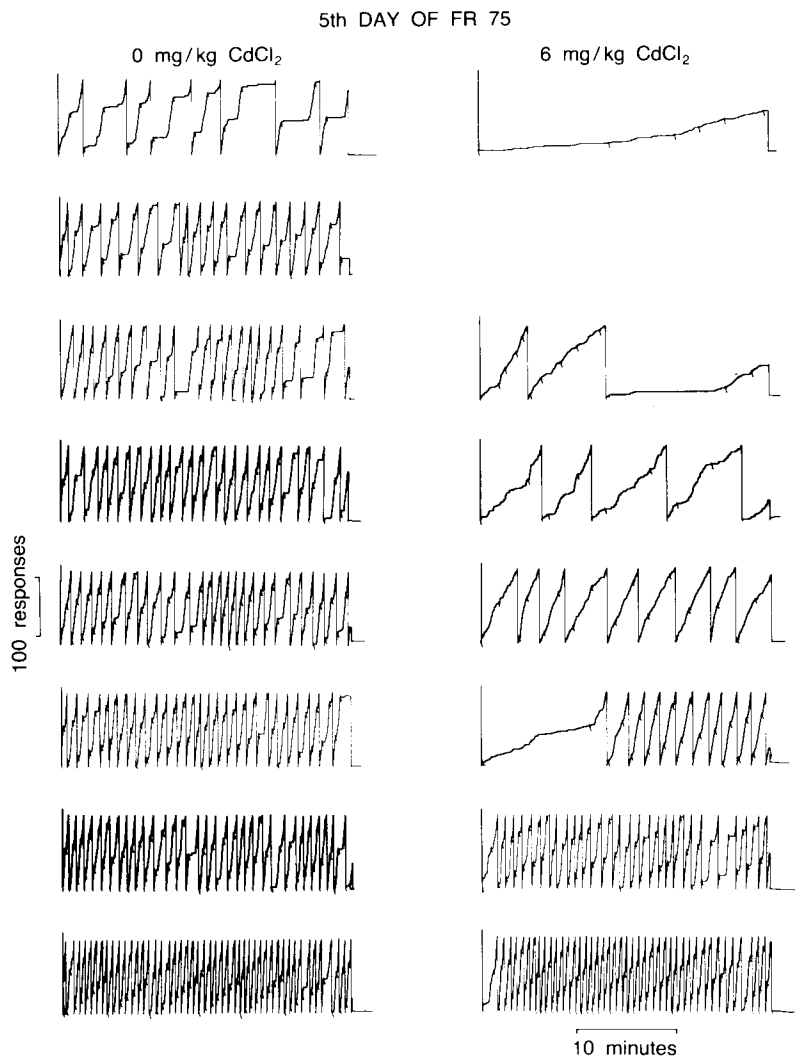 5th DAY OF FR 75
0 mg/kg CdCl₂
6 mg/kg CdCl₂
100 responses
10 minutes